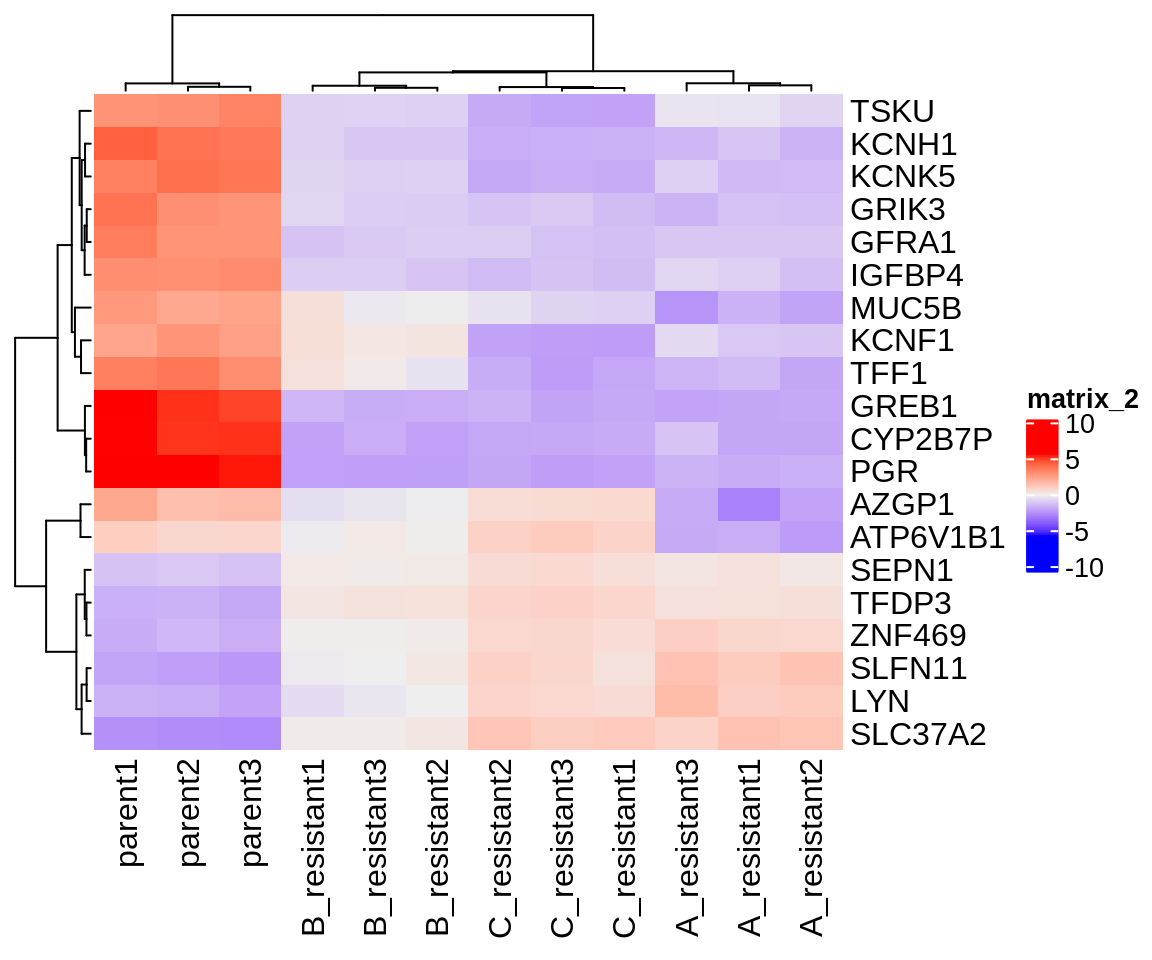 TSKU
KCNH1
KCNK5
GRIK3
GFRA1
IGFBP4
MUC5B
KCNF1
TFF1
GREB1
CYP2B7P
PGR
AZGP1
ATP6V1B1
SEPN1
TFDP3
ZNF469
SLFN11
LYN
SLC37A2
matrix_2
10
5
0
-5
-10
parent1
parent2
parent3
B_resistant1
B_resistant3
B_resistant2
C_resistant2
C_resistant3
C_resistant1
A_resistant3
A_resistant1
A_resistant2